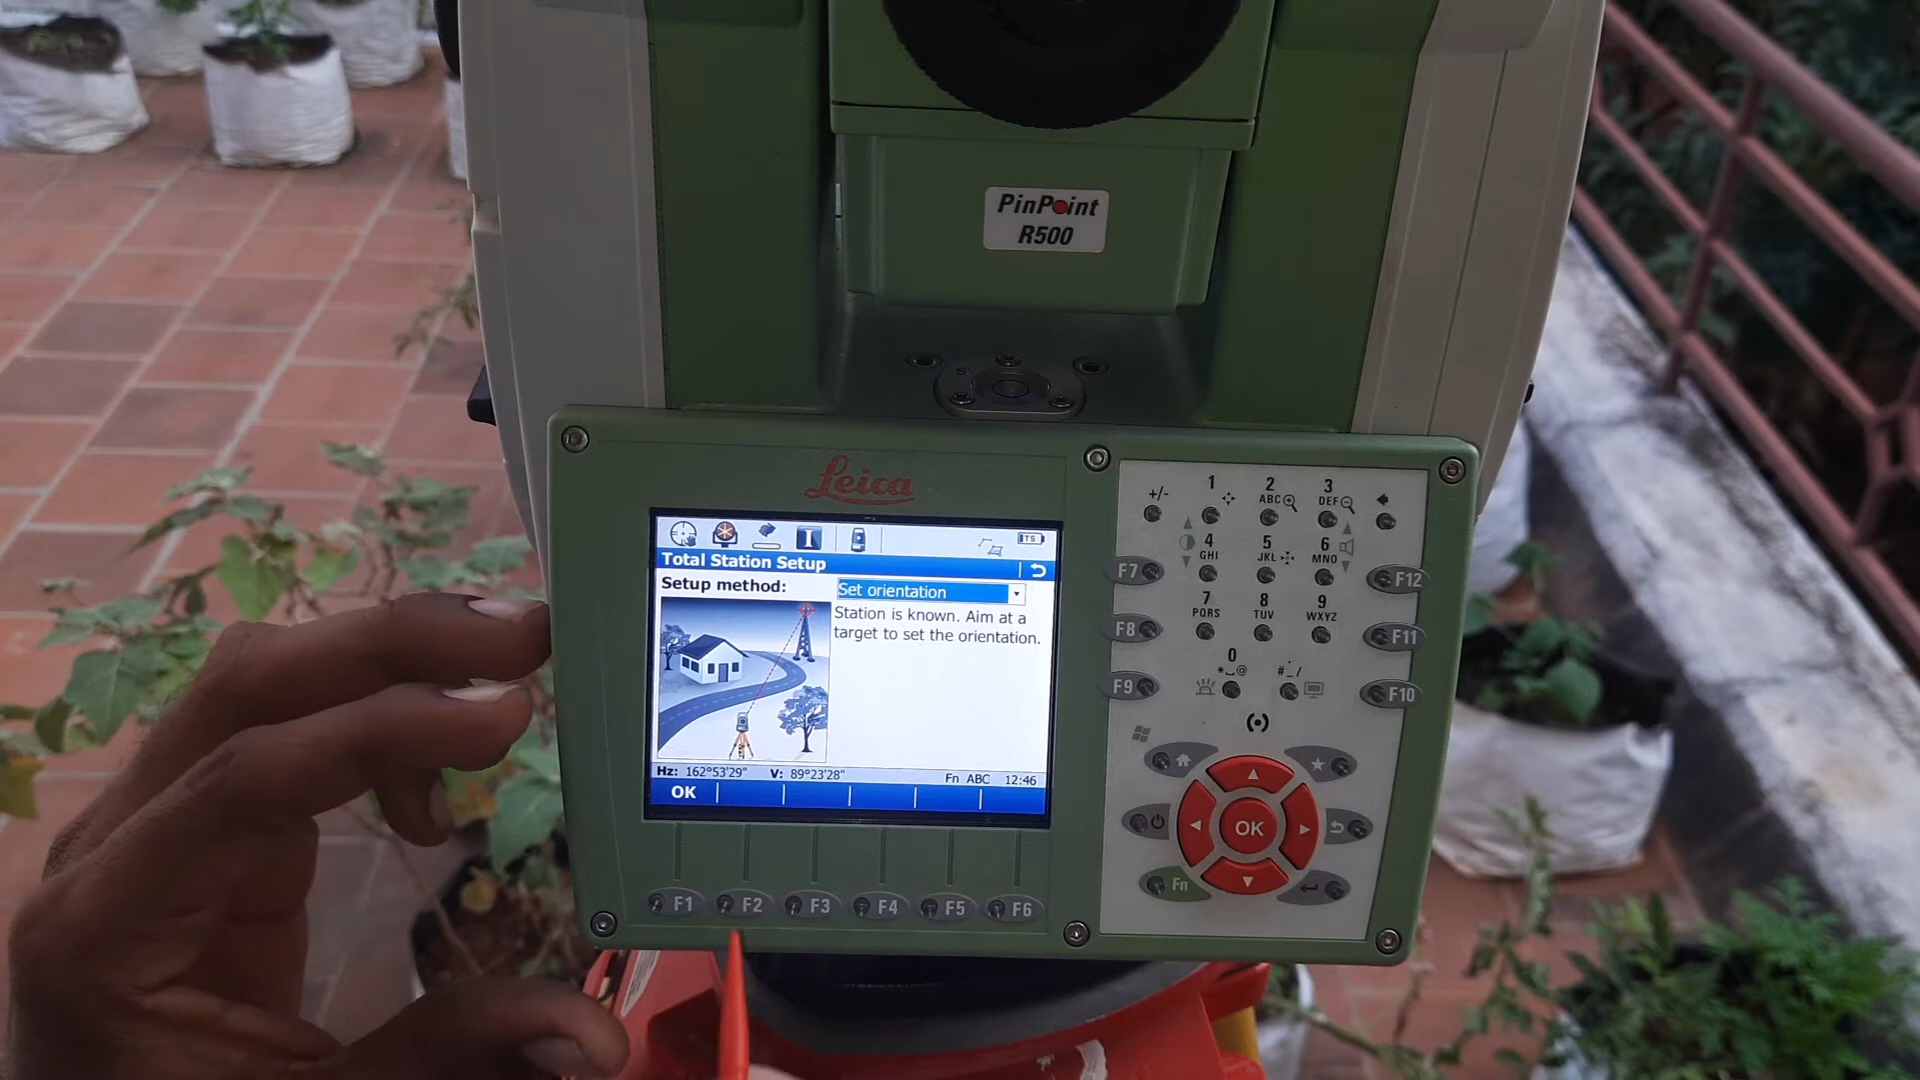 PinPoint
R500
Leica
TS
Total Station Setup
Setup method: Set orientation
Station is known. Aim at a
target to set the orientation.
Hz: 162°53'29" V: 89°23'28" Fn ABC 12:46
OK
F1 F2 F3 F4 F5 F6
+/- 1 2 ABC 3 DEF
4 GHI 5 JKL 6 MNO
7 PQRS 8 TUV 9 WXYZ
0 *␣@ #._/
F7 F12
F8 F11
F9 F10
OK
Fn